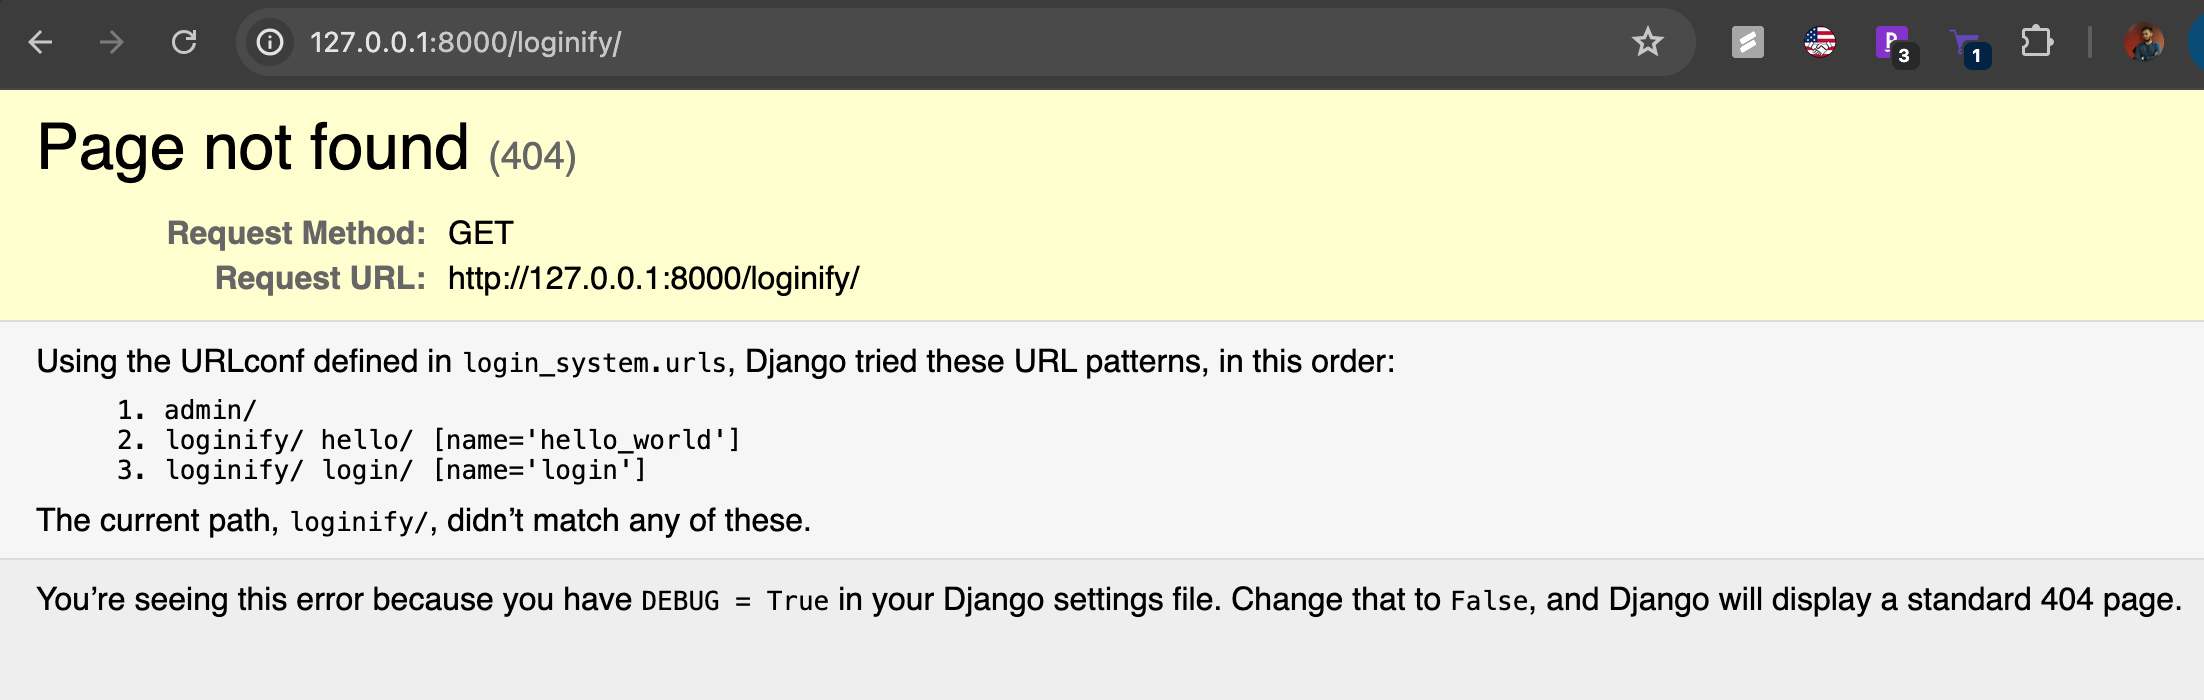 127.0.0.1:8000/loginify/
3
1
Page not found (404)
Request Method: GET
Request URL: http://127.0.0.1:8000/loginify/
Using the URLconf defined in login_system.urls, Django tried these URL patterns, in this order:
1. admin/
2. loginify/ hello/ [name='hello_world']
3. loginify/ login/ [name='login']
The current path, loginify/, didn’t match any of these.
You’re seeing this error because you have DEBUG = True in your Django settings file. Change that to False, and Django will display a standard 404 page.